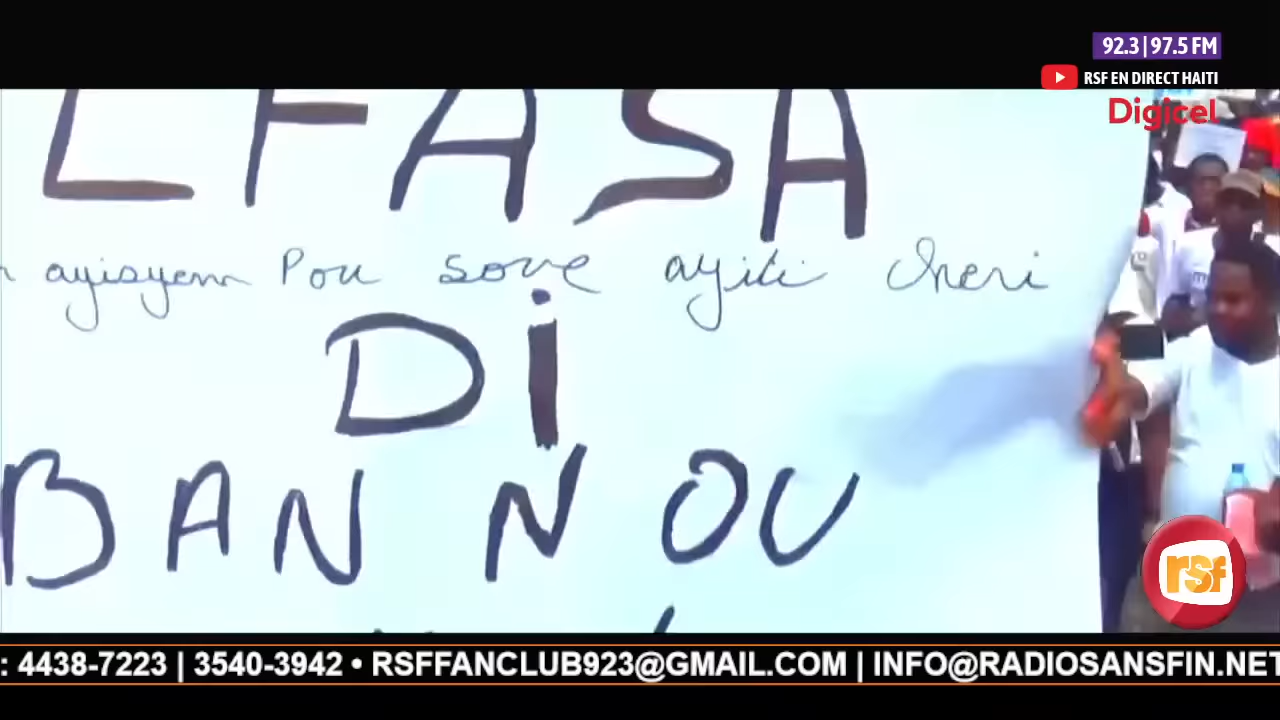 92.3|97.5 FM
RSF EN DIRECT HAITI
Digicel
LFASA
ayisyenn Pou sove ayiti cheri
Di
BAN NOU
rsf
: 4438-7223 | 3540-3942 • RSFFANCLUB923@GMAIL.COM | INFO@RADIOSANSFIN.NET